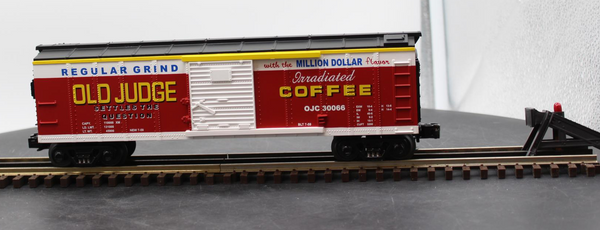 REGULAR GRIND
OLD JUDGE
SETTLES THE
QUESTION
with the MILLION DOLLAR flavor
Irradiated
COFFEE
OJC 30066